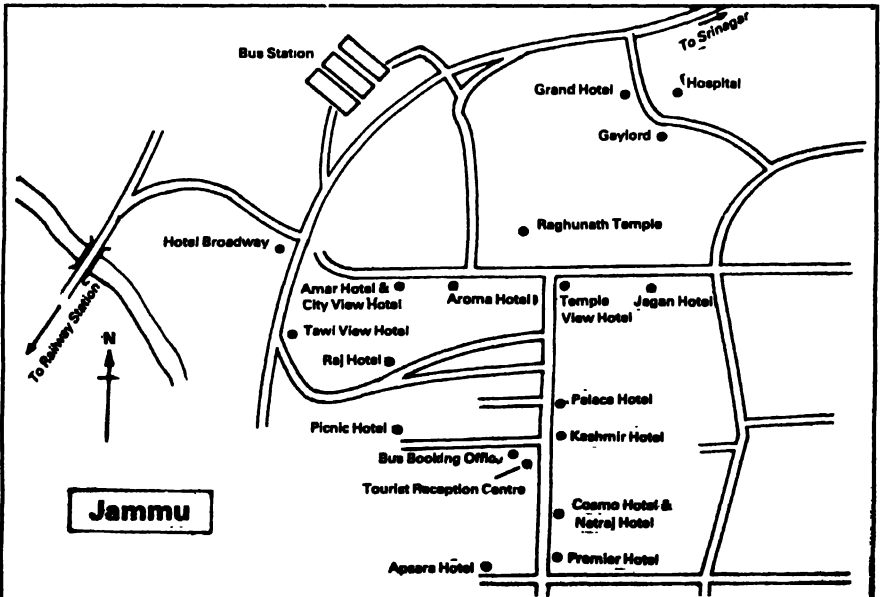 To Srinagar
Bus Station
Hospital
Grand Hotel
Gaylord
Raghunath Temple
Hotel Broadway
Amar Hotel &
City View Hotel
Aroma Hotel
Temple
View Hotel
Jagan Hotel
To Railway Station
Tawi View Hotel
N
Raj Hotel
Palace Hotel
Picnic Hotel
Kashmir Hotel
Bus Booking Office
Tourist Reception Centre
Jammu
Cosmo Hotel &
Natraj Hotel
Premier Hotel
Apsara Hotel